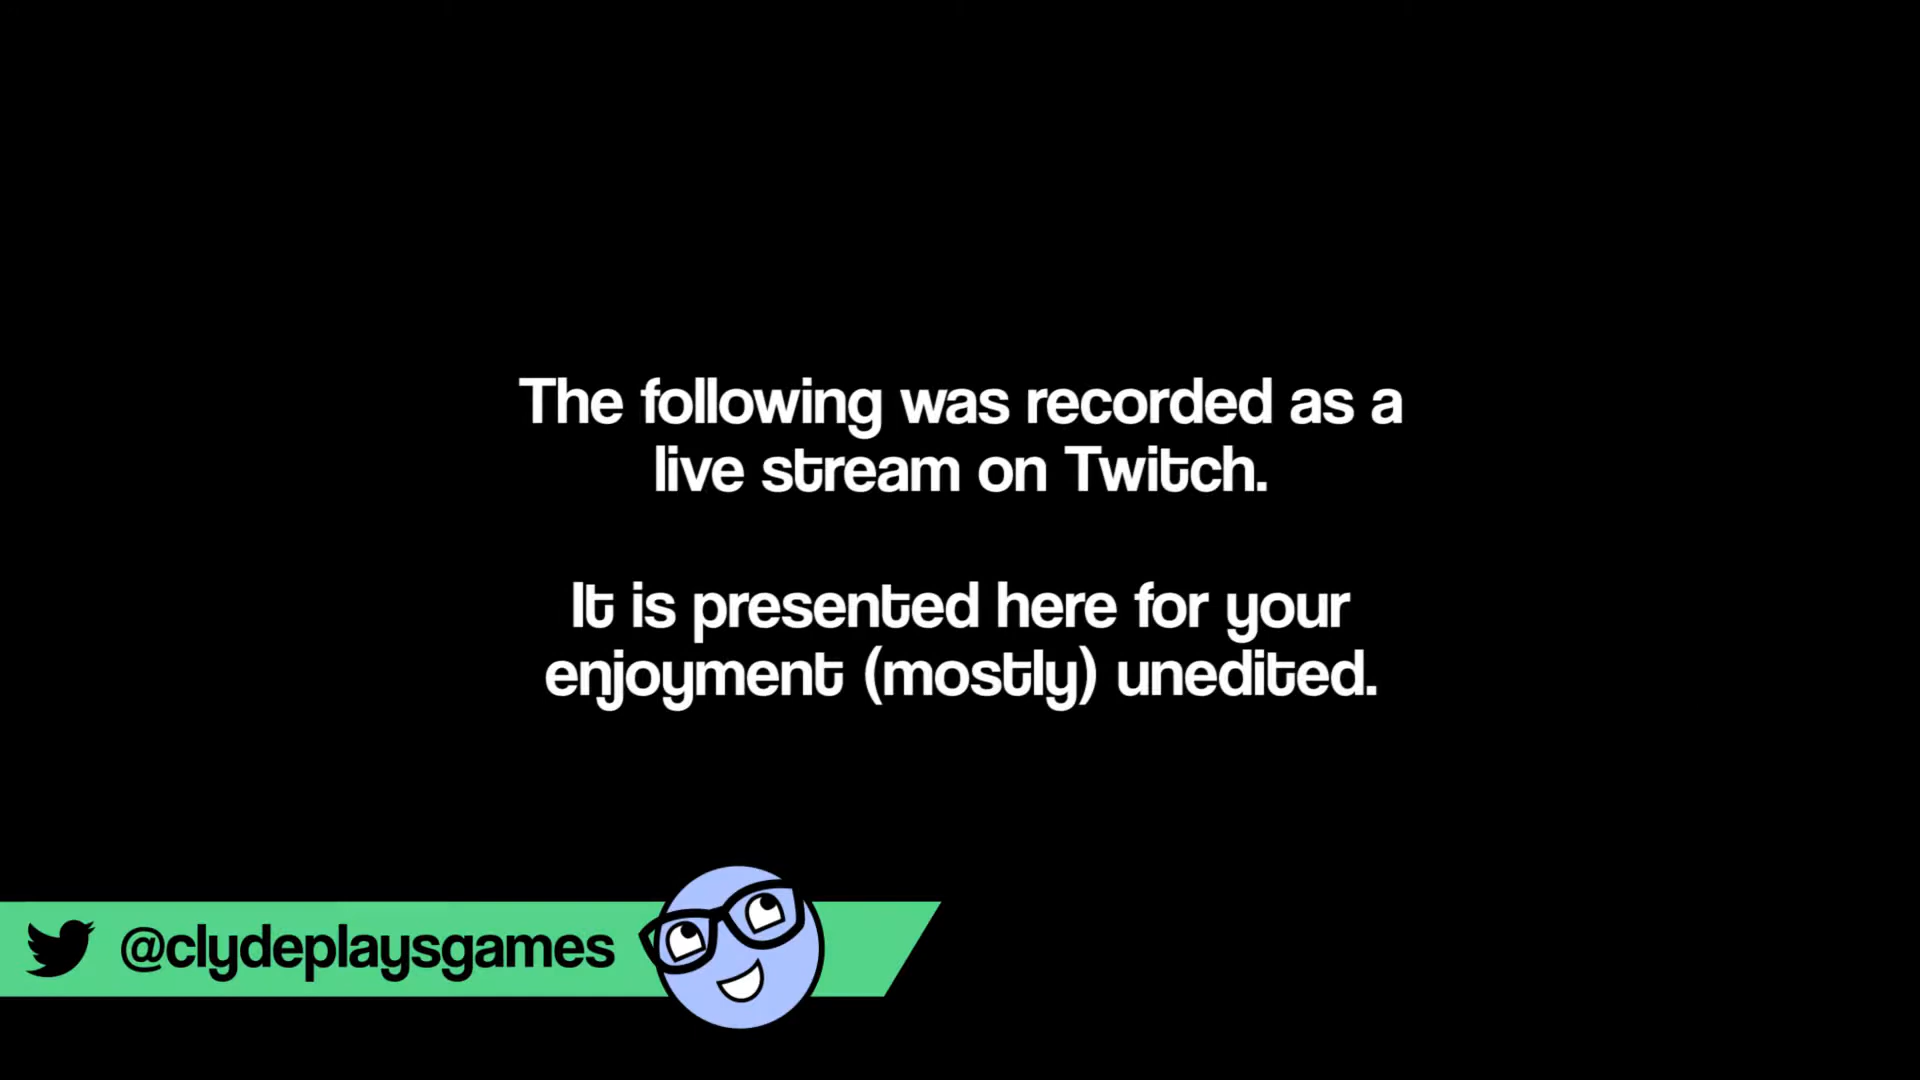 The following was recorded as a
live stream on Twitch.
It is presented here for your
enjoyment (mostly) unedited.
@clydeplaysgames